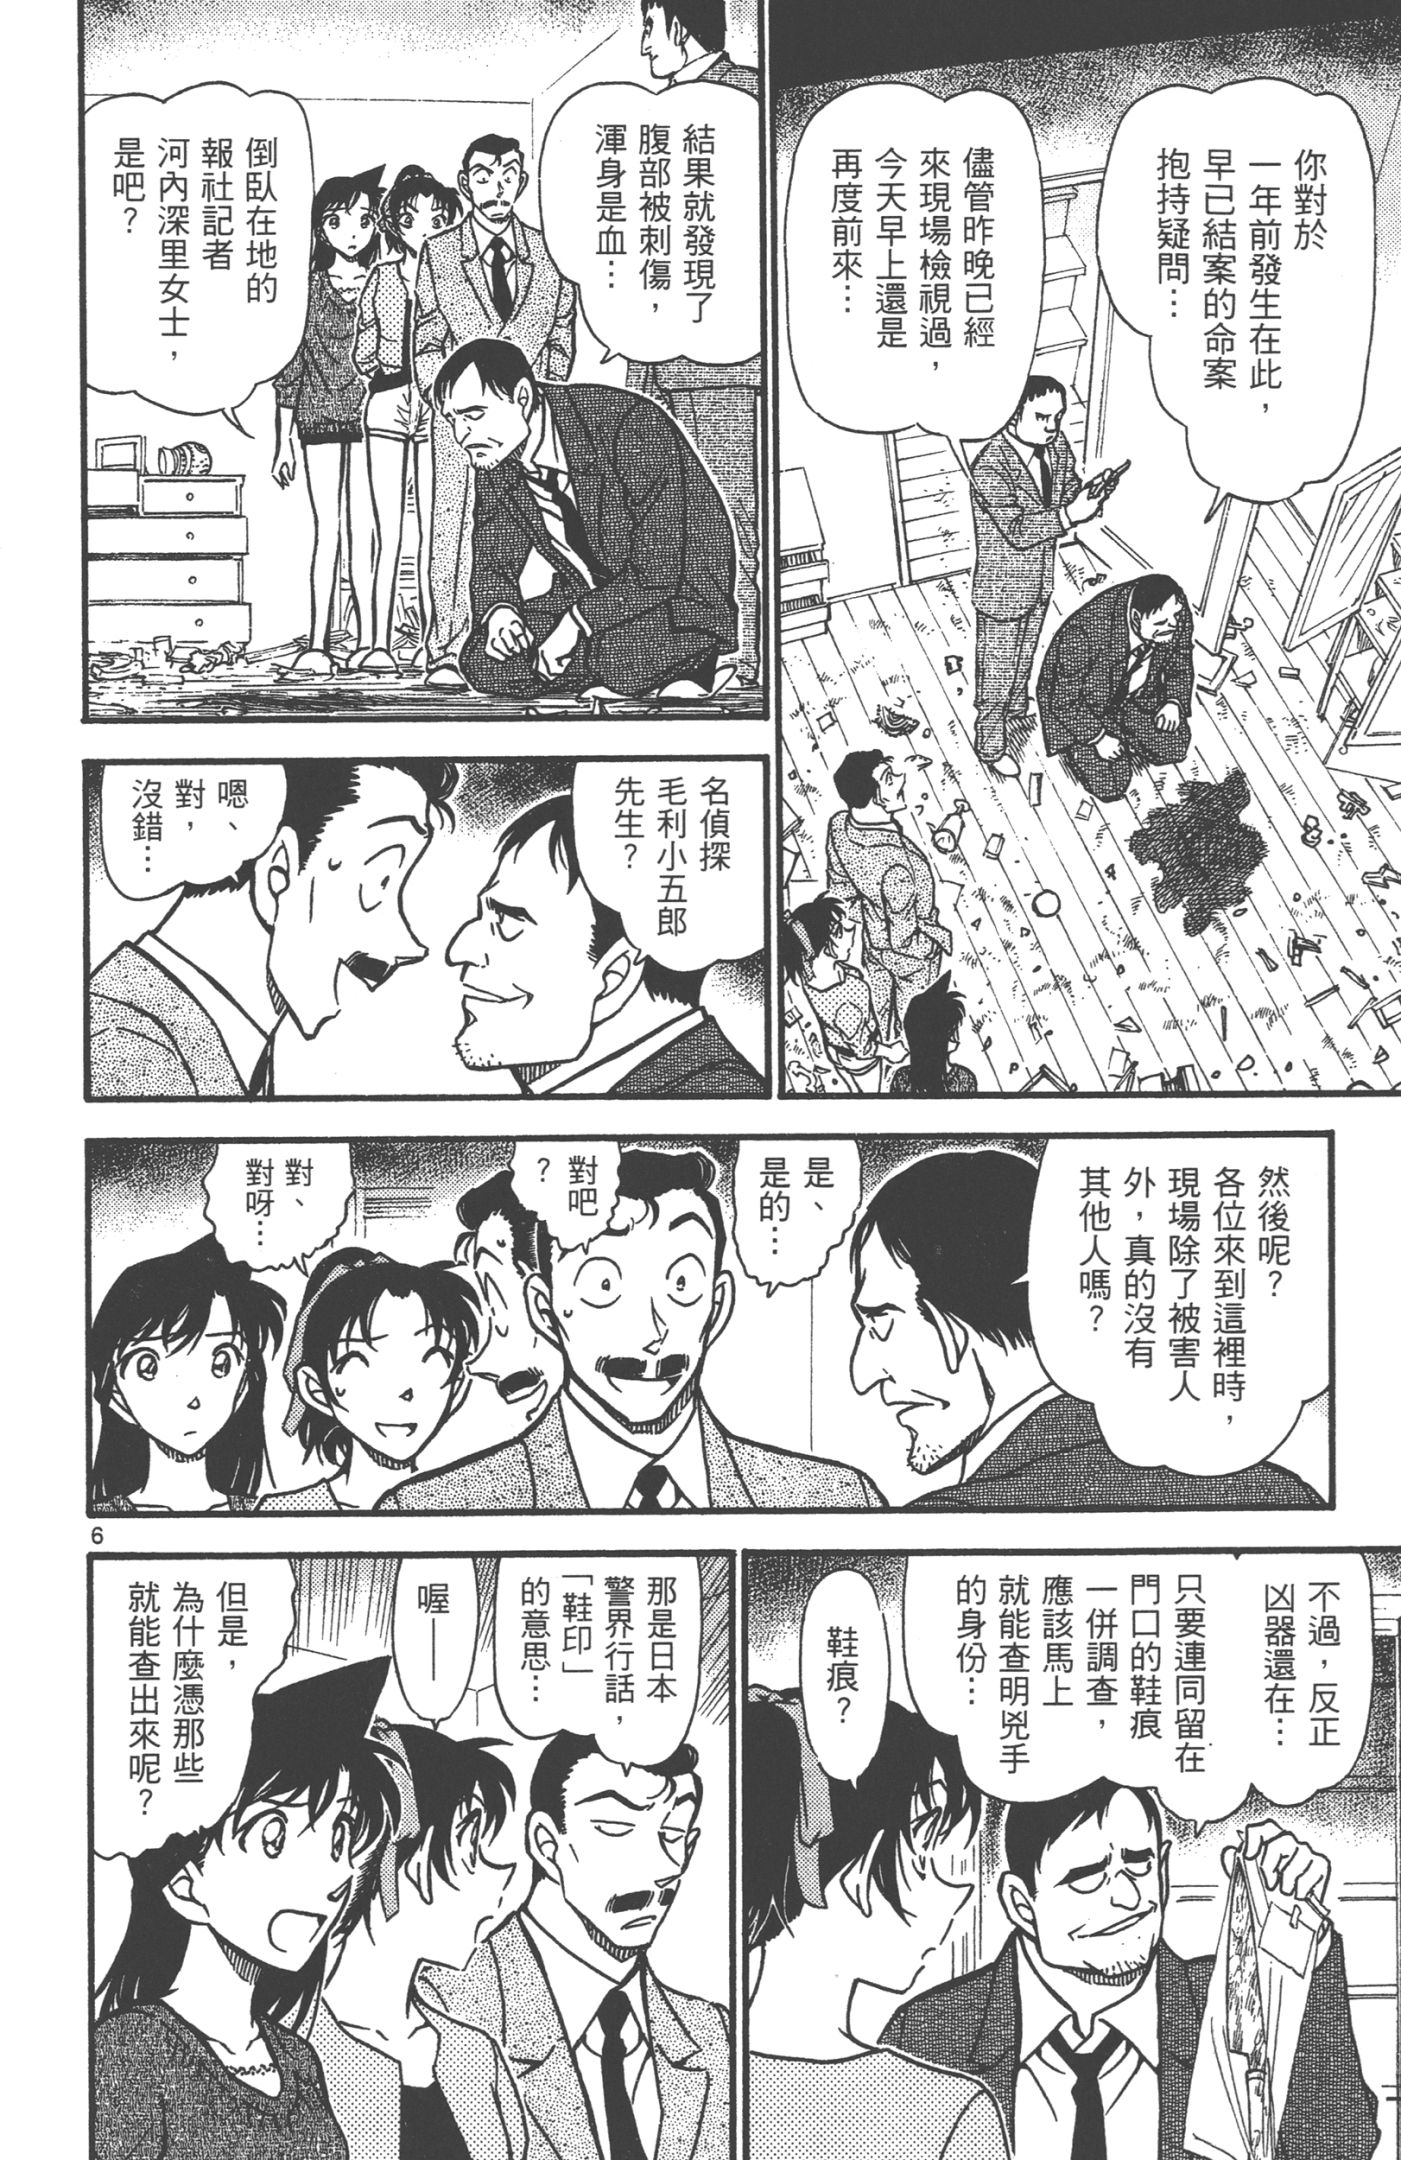 你對於
一年前發生在此，
早已結案的命案
抱持疑問…
儘管昨晚已經
來現場檢視過，
今天早上還是
再度前來…
結果就發現了
腹部被刺傷，
渾身是血…
倒臥在地的
報社記者
河內深里女士，
是吧？
名偵探
毛利小五郎
先生？
嗯、
對，
沒錯…
然後呢？
各位來到這裡時，
現場除了被害人
外，真的沒有
其他人嗎？
是、
是的…
對吧
？
對、
對呀…
不過，反正
凶器還在…
只要連同留在
門口的鞋痕
一併調查，
應該馬上
就能查明兇手
的身份…
鞋痕？
那是日本
警界行話，
「鞋印」
的意思…
喔——
但是，
為什麼憑那些
就能查出來呢？
6